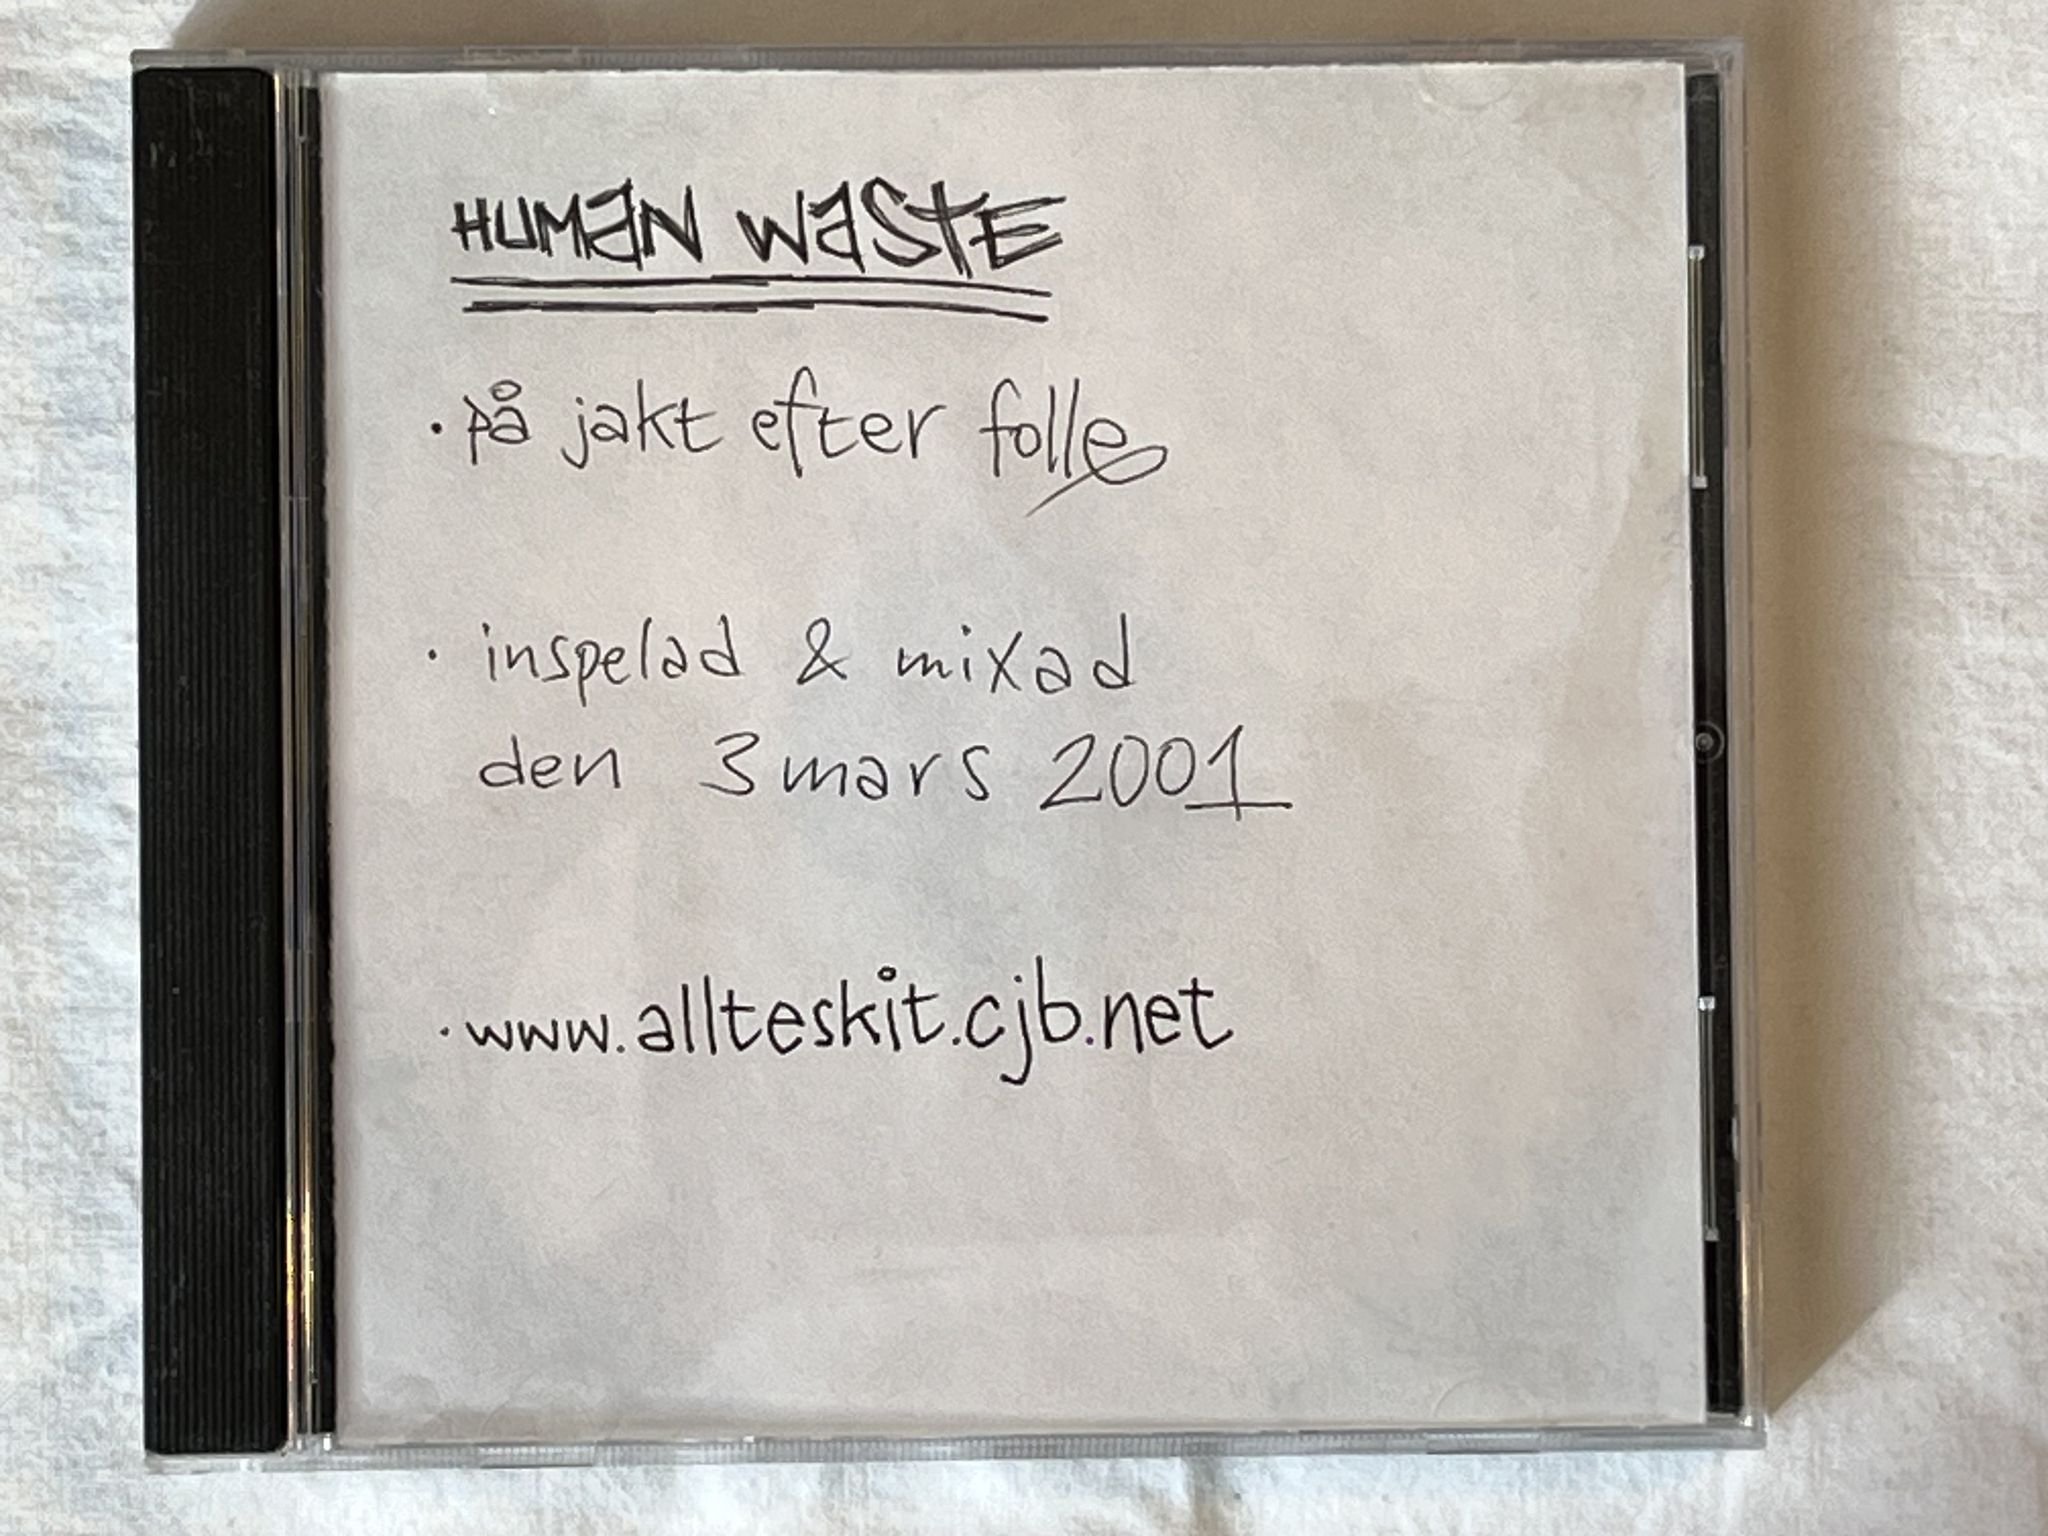 HUMaN WaSTE
• på jakt efter folle
• inspelad & mixad
den 3 mars 2001
• www.allteskit.cjb.net